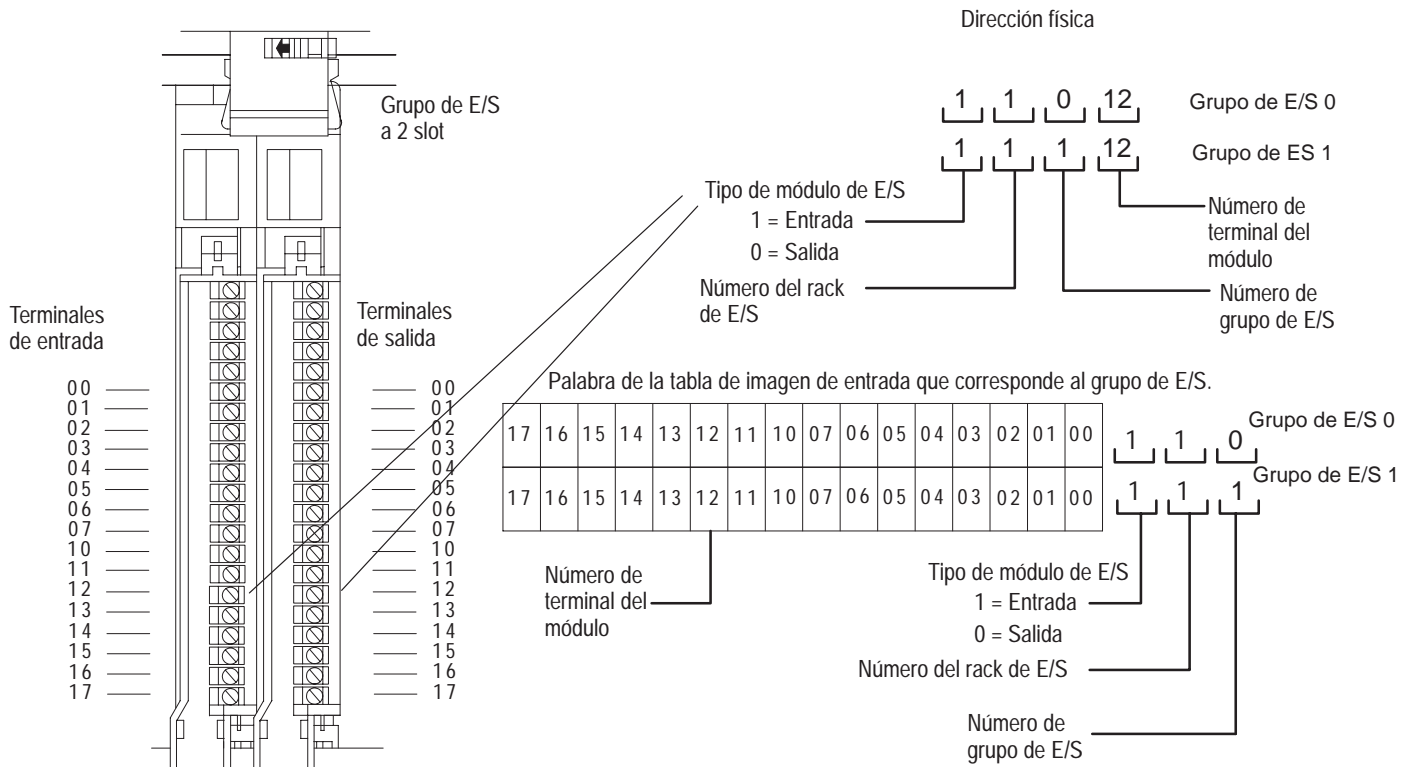 Dirección física
Grupo de E/S
a 2 slot
1 1 0 12 Grupo de E/S 0
1 1 1 12 Grupo de ES 1
Tipo de módulo de E/S
1 = Entrada
0 = Salida
Número del rack
de E/S
Número de
terminal del
módulo
Número de
grupo de E/S
Terminales
de entrada
00
01
02
03
04
05
06
07
10
11
12
13
14
15
16
17
Terminales
de salida
00
01
02
03
04
05
06
07
10
11
12
13
14
15
16
17
Palabra de la tabla de imagen de entrada que corresponde al grupo de E/S.
17 16 15 14 13 12 11 10 07 06 05 04 03 02 01 00 1 1 0 Grupo de E/S 0
17 16 15 14 13 12 11 10 07 06 05 04 03 02 01 00 1 1 1 Grupo de E/S 1
Número de
terminal del
módulo
Tipo de módulo de E/S
1 = Entrada
0 = Salida
Número del rack de E/S
Número de
grupo de E/S